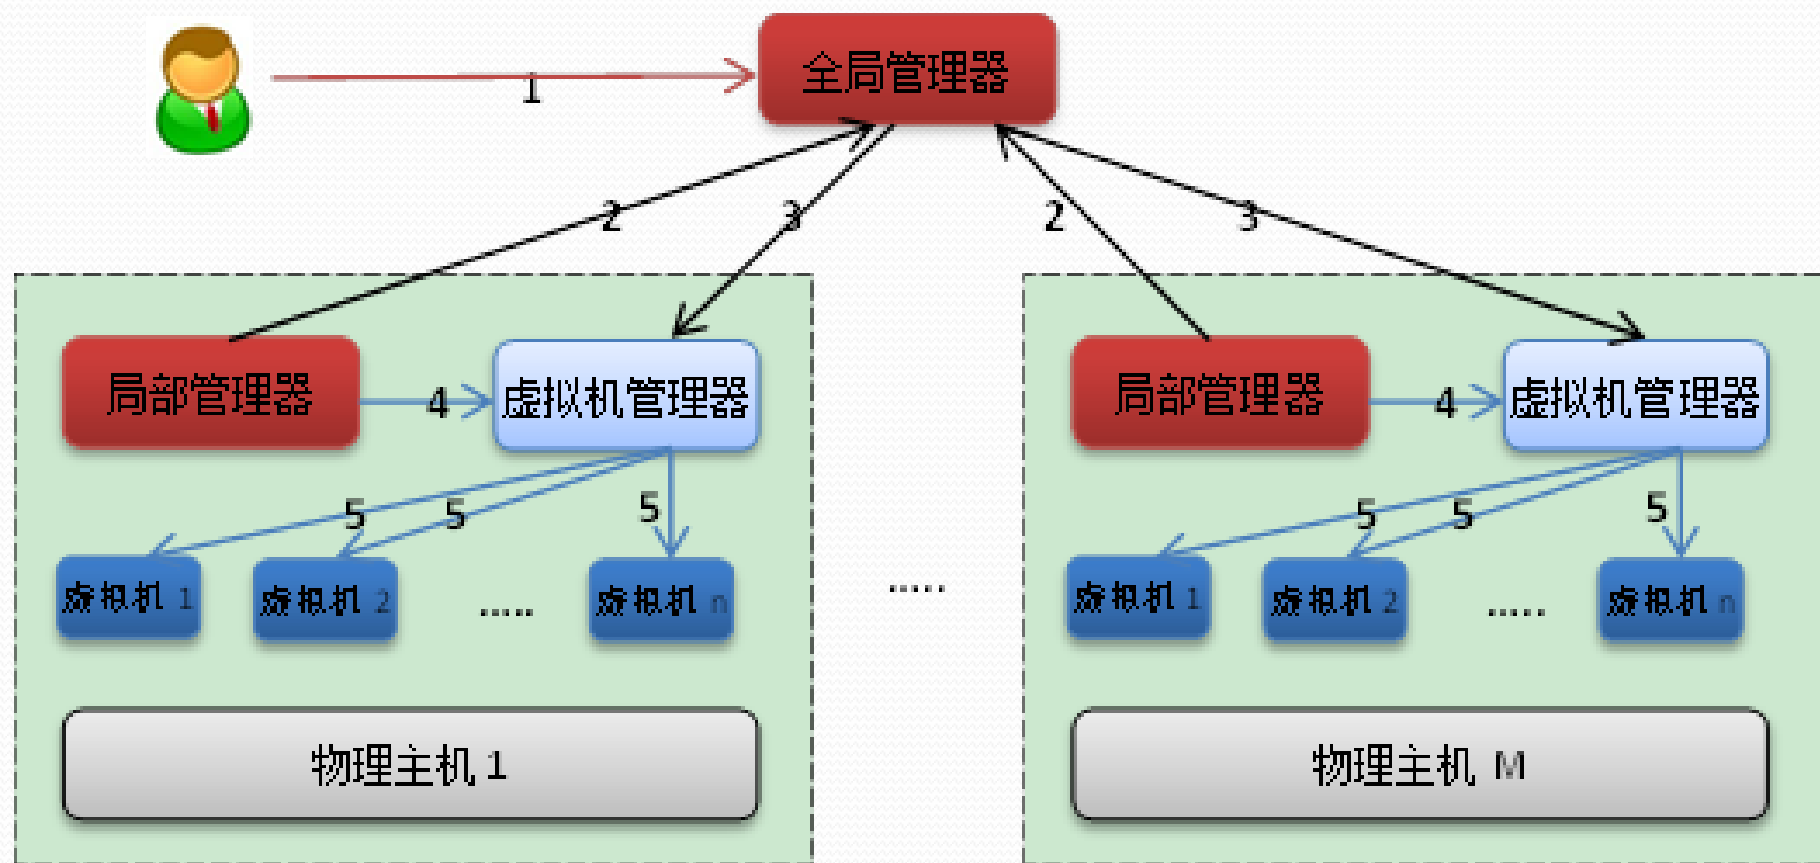 全局管理器
1
2
3
2
3
局部管理器
4
虚拟机管理器
局部管理器
4
虚拟机管理器
5
5
5
5
5
5
虚拟机 1
虚拟机 2
.....
虚拟机 n
.....
虚拟机 1
虚拟机 2
.....
虚拟机 n
物理主机 1
物理主机 M